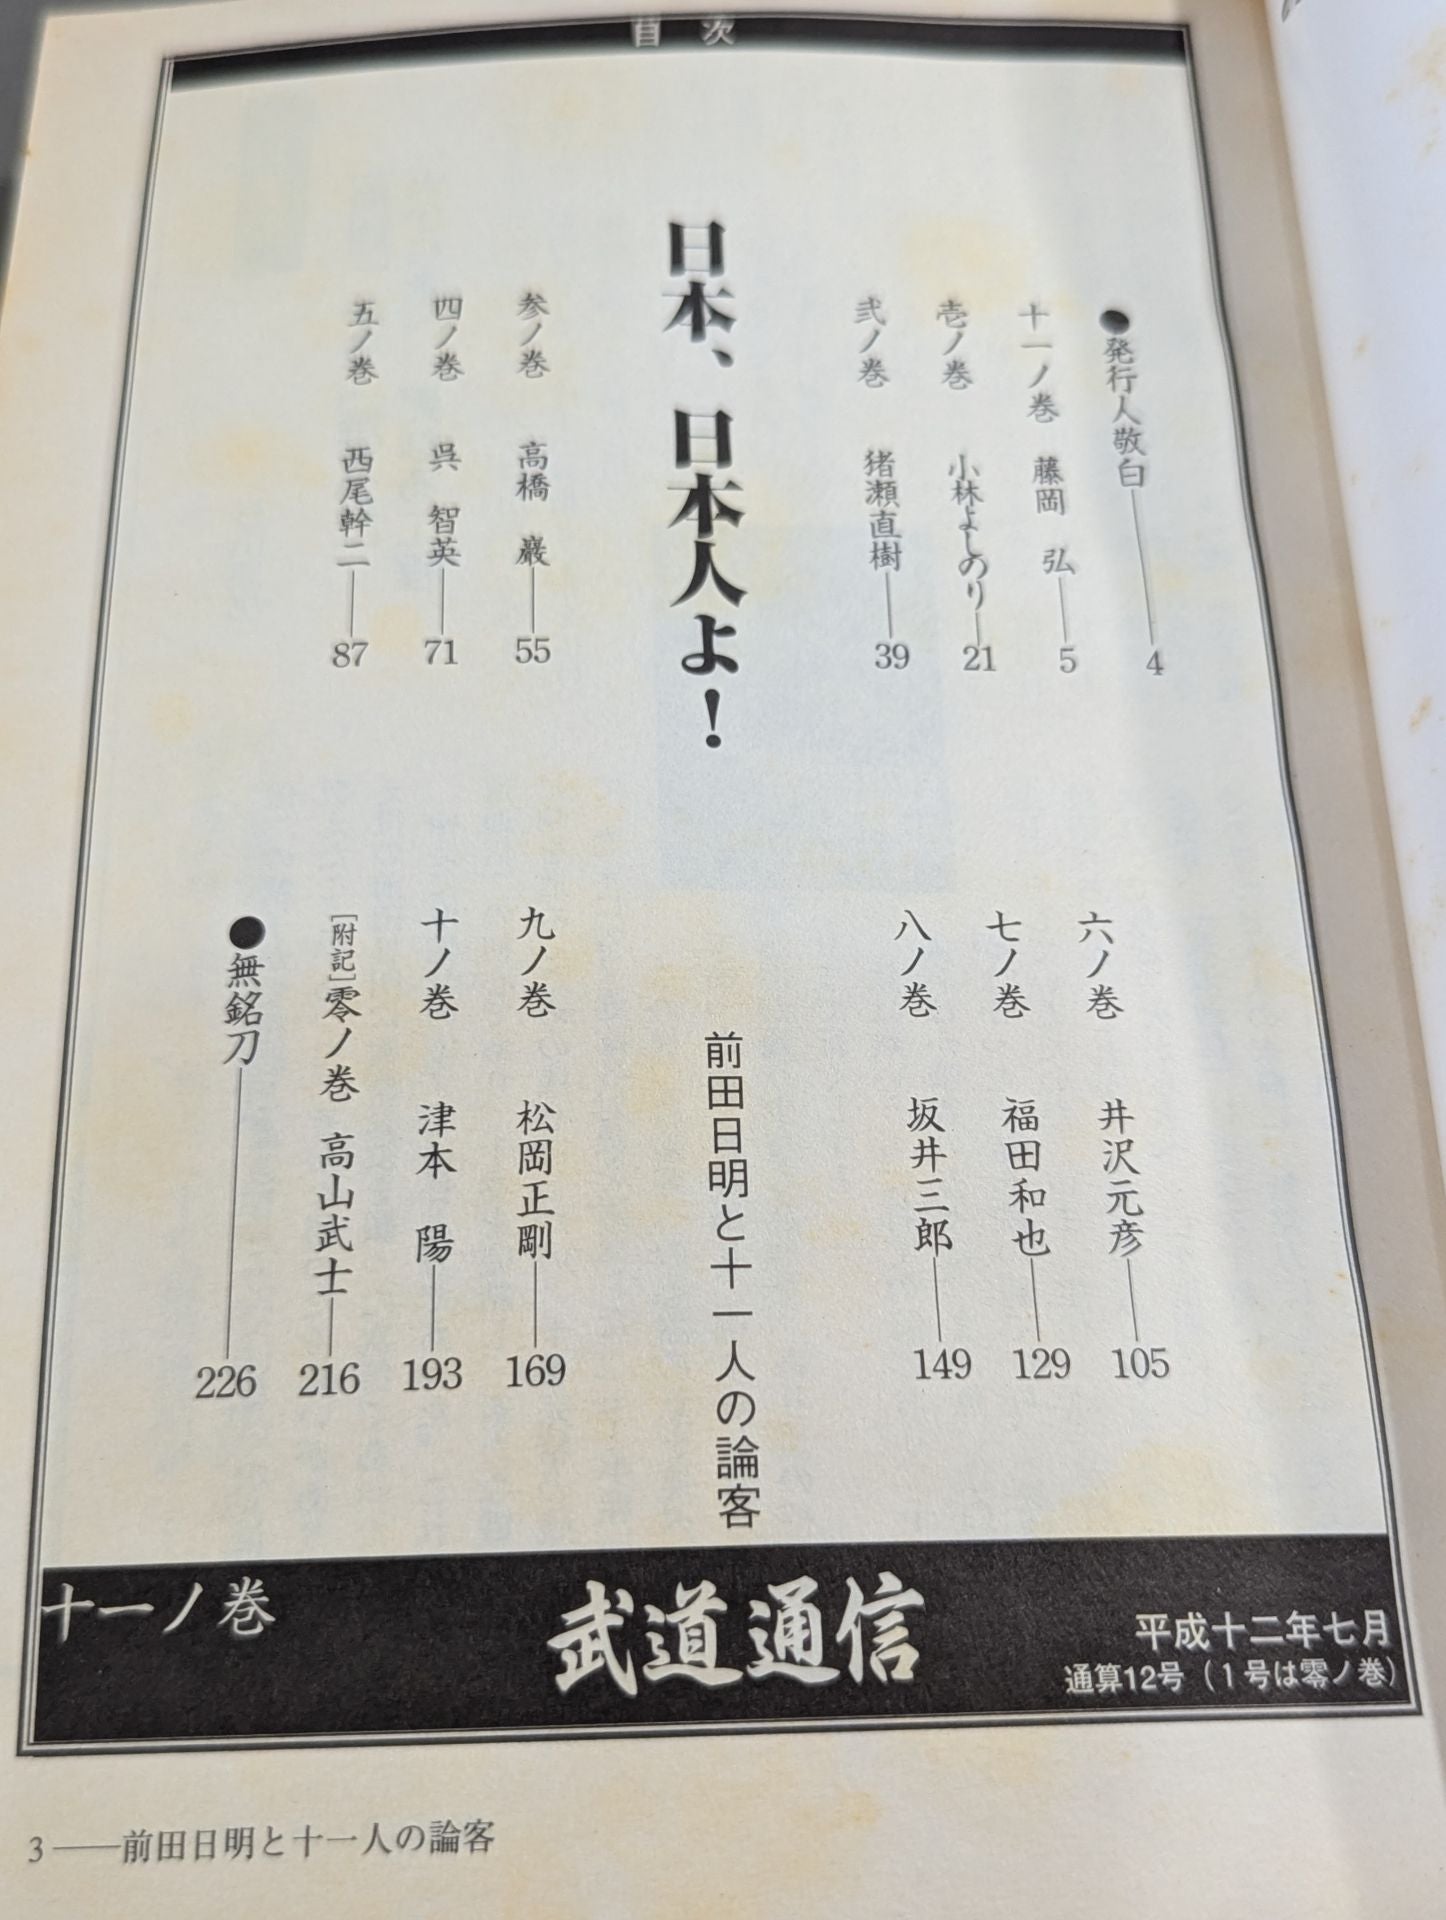 目次
●発行人敬白――4
十一ノ巻 藤岡 弘――5
壱ノ巻 小林よしのり――21
弐ノ巻 猪瀬直樹――39
日本、日本人よ！
参ノ巻 高橋 巖――55
四ノ巻 呉 智英――71
五ノ巻 西尾幹二――87
六ノ巻 井沢元彦――105
七ノ巻 福田和也――129
八ノ巻 坂井三郎――149
前田日明と十一人の論客
九ノ巻 松岡正剛――169
十ノ巻 津本 陽――193
［附記］零ノ巻 高山武士――216
●無銘刀――226
十一ノ巻
武道通信
平成十二年七月
通算12号（1号は零ノ巻）
3――前田日明と十一人の論客